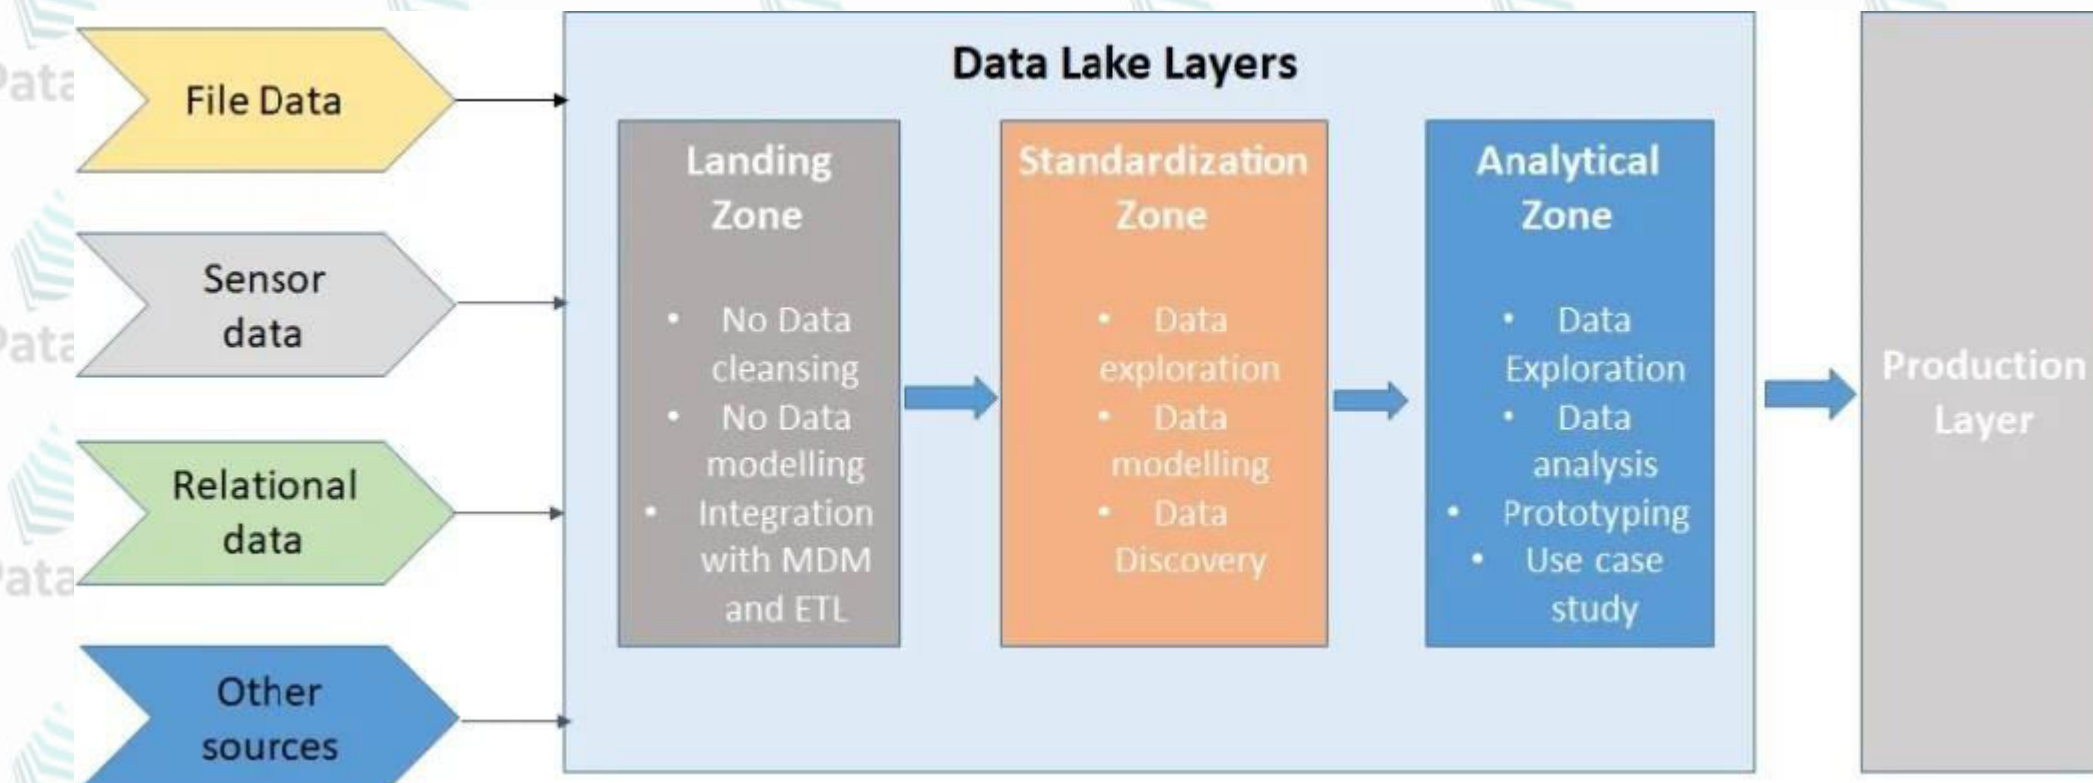 File Data
Sensor
data
Relational
data
Other
sources
Data Lake Layers
Landing
Zone
• No Data
cleansing
• No Data
modelling
• Integration
with MDM
and ETL
Standardization
Zone
• Data
exploration
• Data
modelling
• Data
Discovery
Analytical
Zone
• Data
Exploration
• Data
analysis
• Prototyping
• Use case
study
Production
Layer